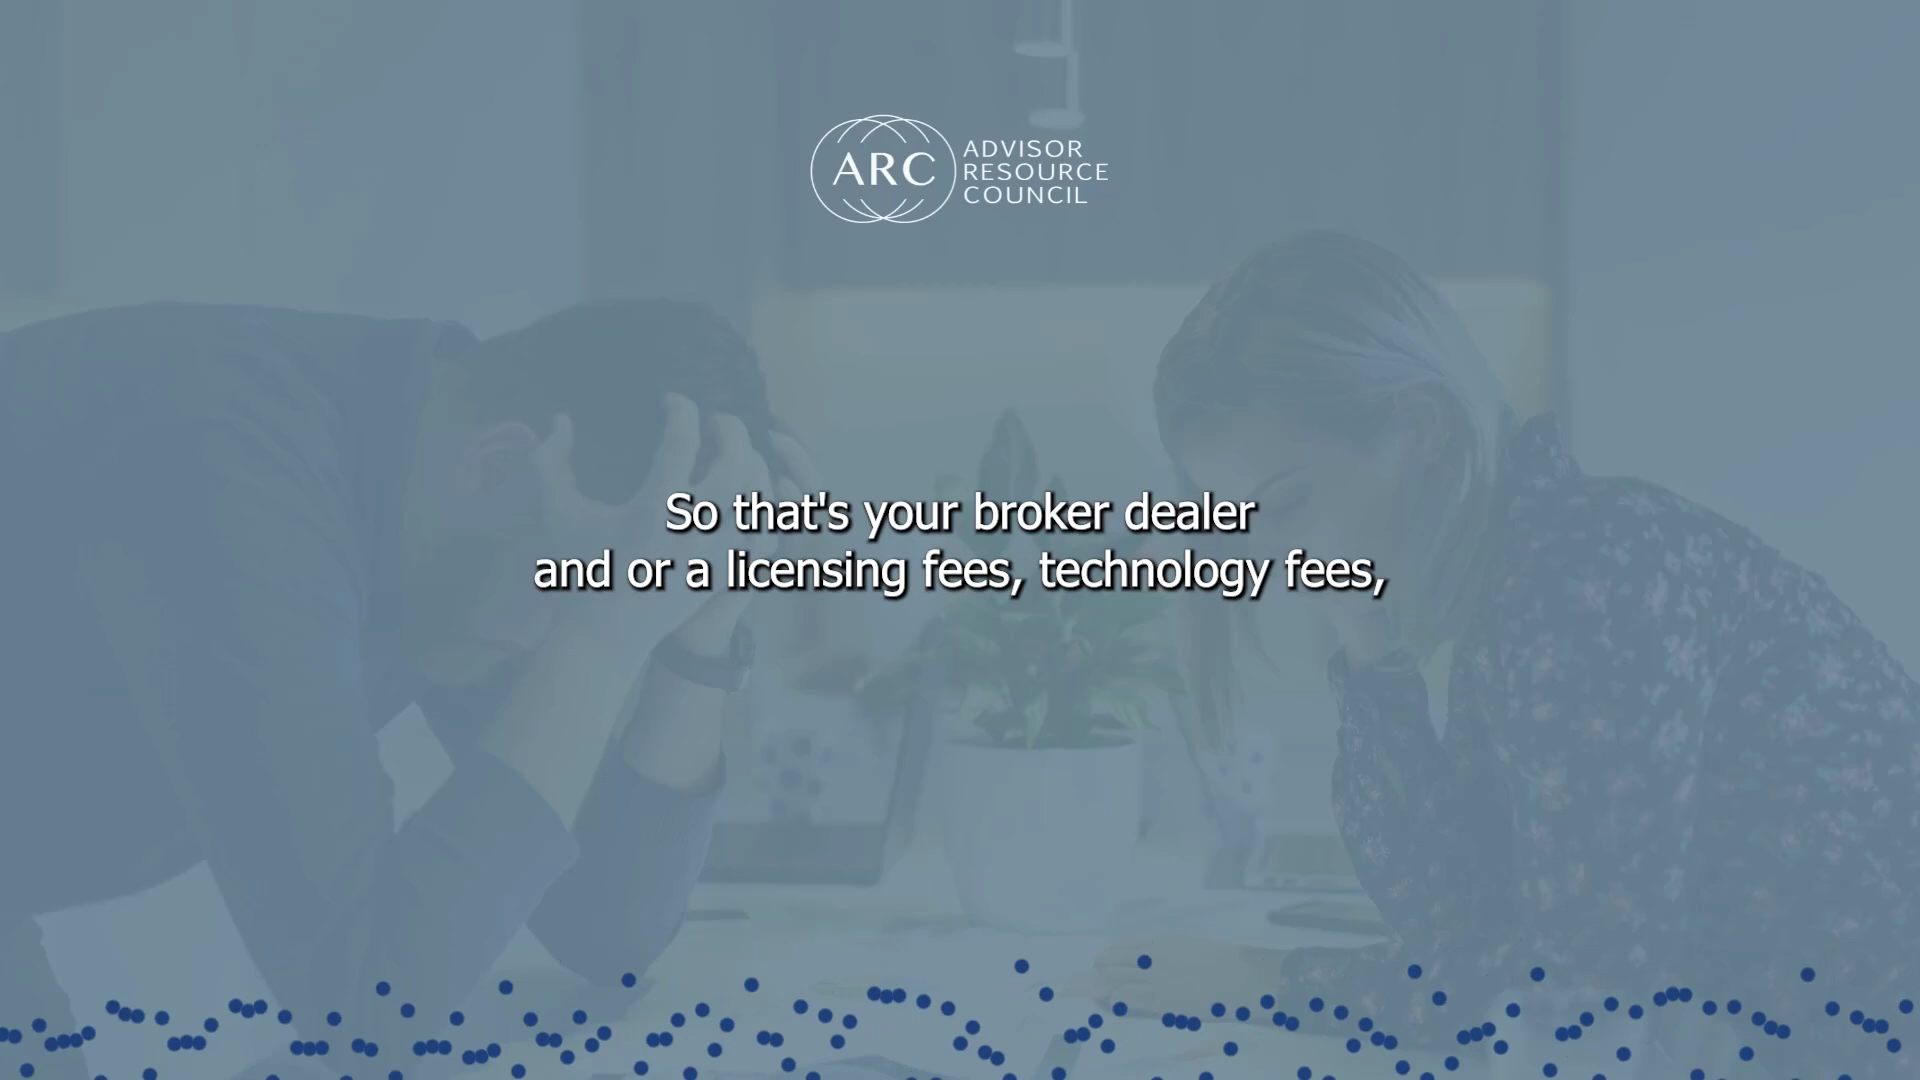 ARC
ADVISOR
RESOURCE
COUNCIL
So that's your broker dealer
and or a licensing fees, technology fees,